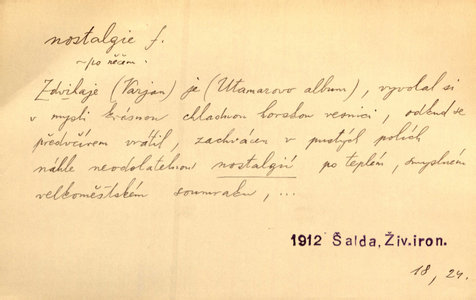 nostalgie f.
~ po něčem.
Zdvihaje (Varjan) je (Utamarovo album), vyvolal si
v mysli krásnou chladnou horskou vesnici, odkud se
předevčírem vrátil, zachvácen v pustých polích
náhle neodolatelnou nostalgií po teplém, smyslném
velkoměstském soumraku, ...
1912 Šalda, Živ.iron.
18, 24.